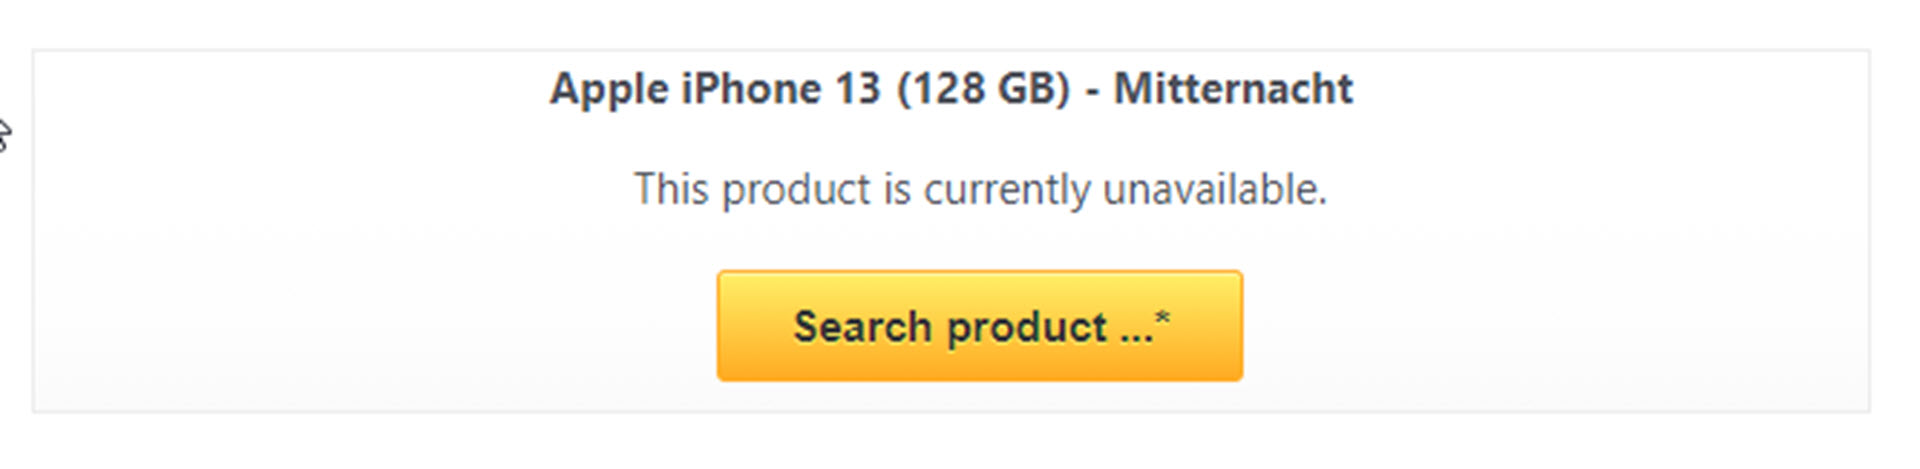 Apple iPhone 13 (128 GB) - Mitternacht
This product is currently unavailable.
Search product ...*